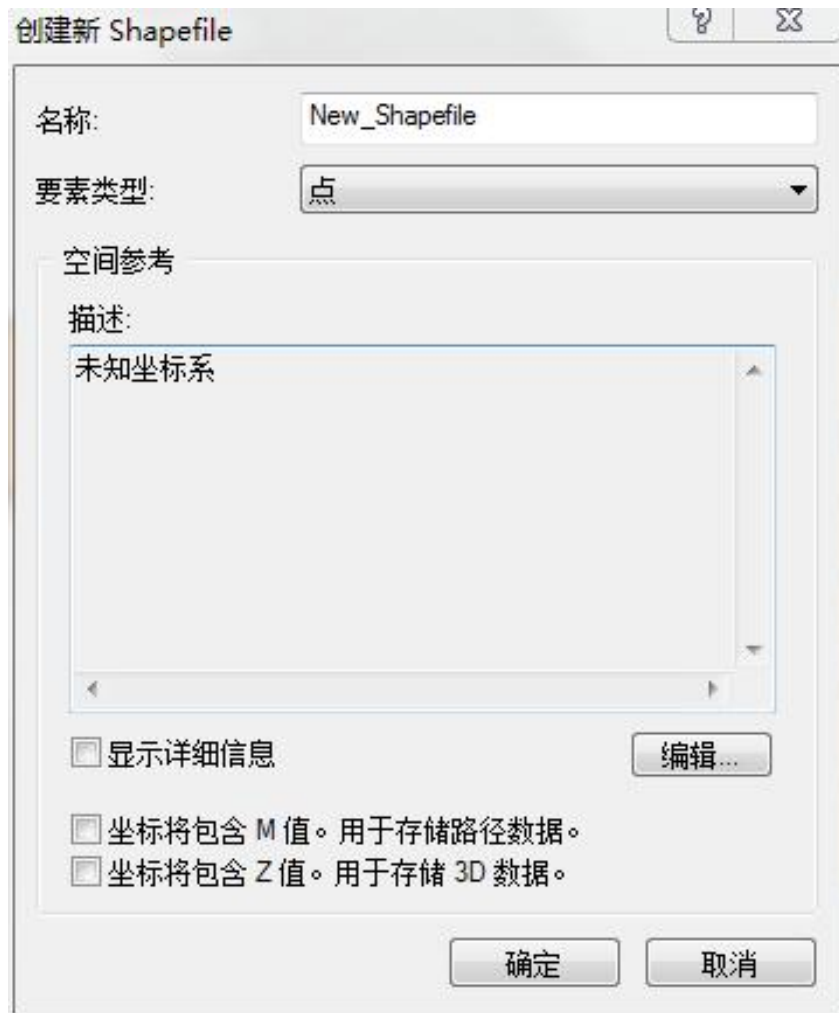 创建新 Shapefile
名称: New_Shapefile
要素类型: 点
空间参考
描述:
未知坐标系
显示详细信息 编辑...
坐标将包含 M 值。用于存储路径数据。
坐标将包含 Z 值。用于存储 3D 数据。
确定 取消